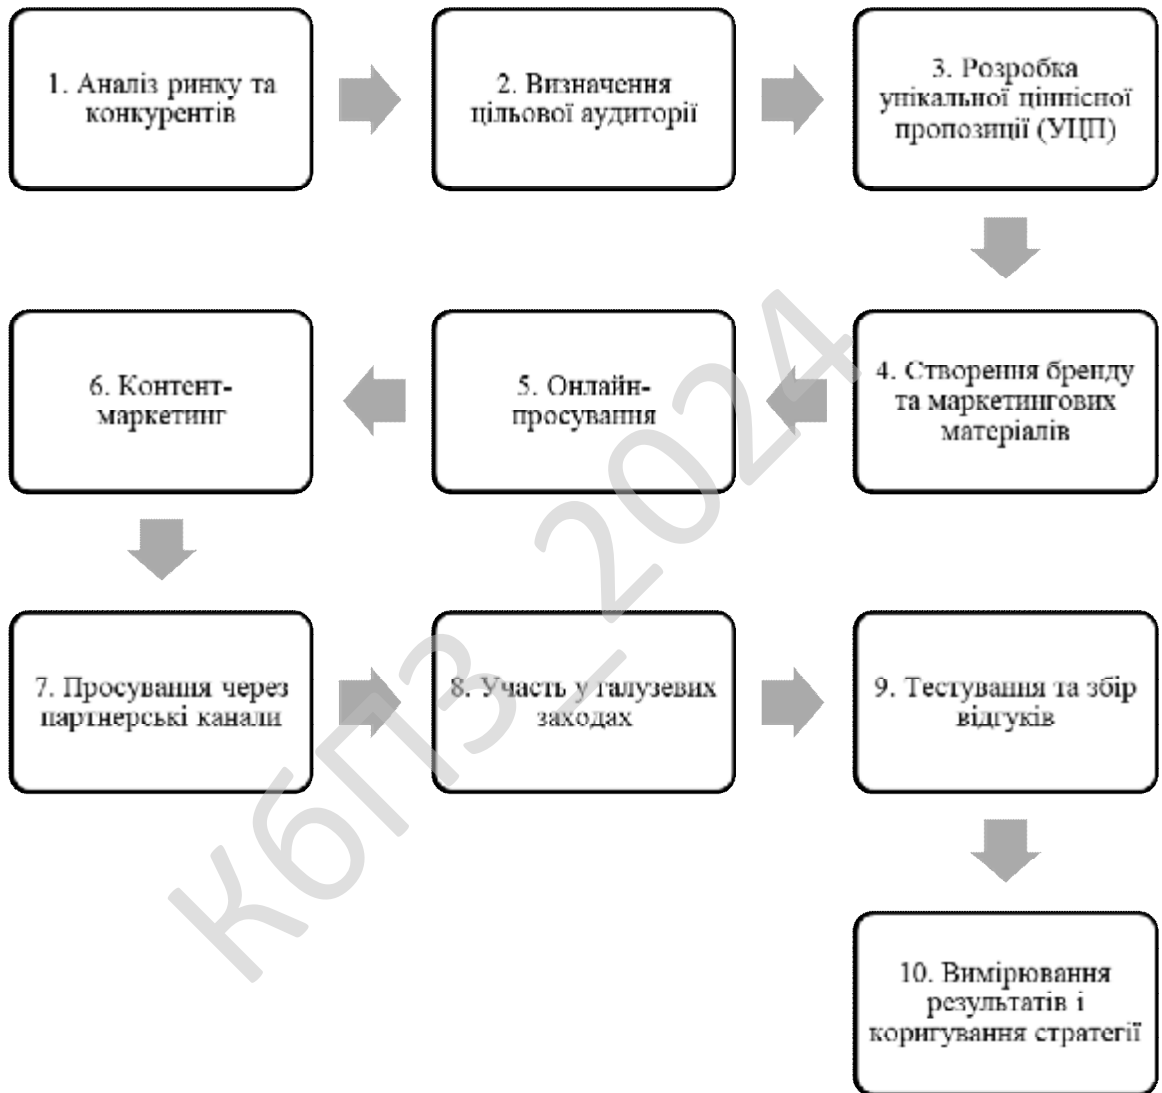 1. Аналіз ринку та
конкурентів
2. Визначення
цільової аудиторії
3. Розробка
унікальної ціннісної
пропозиції (УЦП)
4. Створення бренду
та маркетингових
матеріалів
5. Онлайн-
просування
6. Контент-
маркетинг
7. Просування через
партнерські канали
8. Участь у галузевих
заходах
9. Тестування та збір
відгуків
10. Вимірювання
результатів і
коригування стратегії
КбПЗ_2024